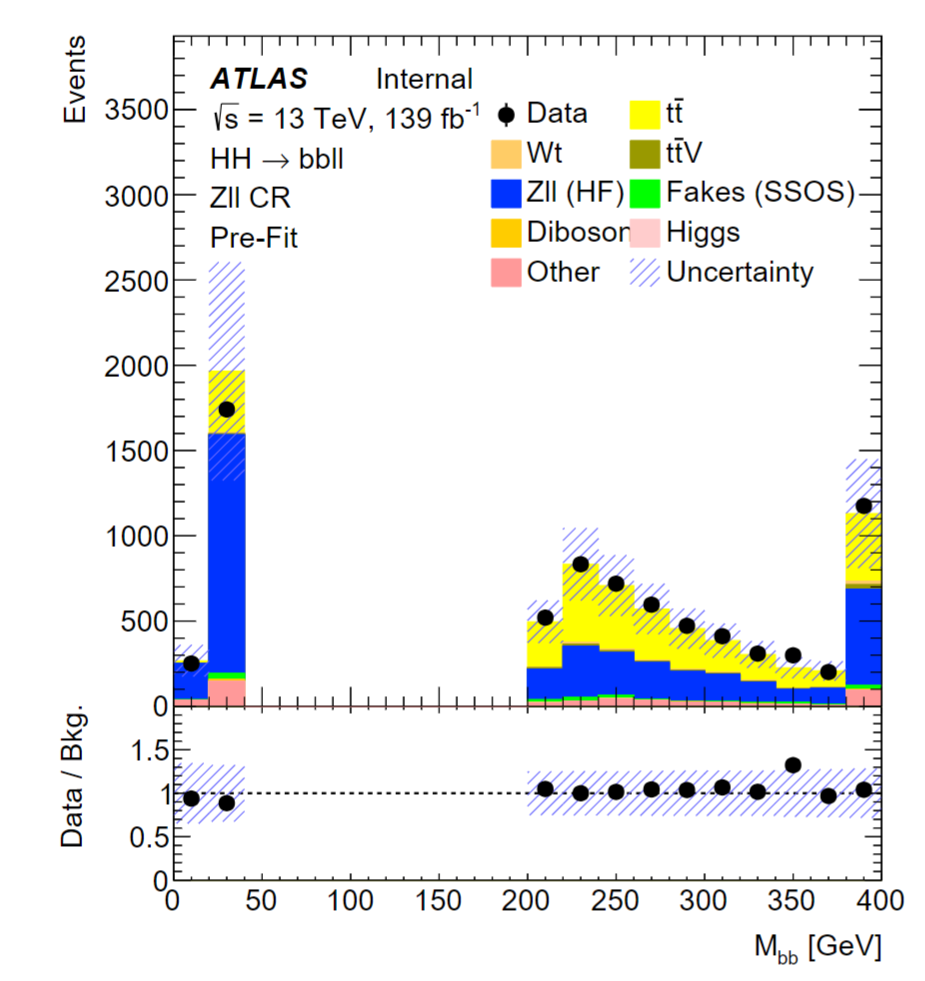 Events
ATLAS Internal
√s = 13 TeV, 139 fb⁻¹
HH → bbll
Zll CR
Pre-Fit
Data
tt̄
Wt
tt̄V
Zll (HF)
Fakes (SSOS)
Diboson
Higgs
Other
Uncertainty
3500
3000
2500
2000
1500
1000
500
0
Data / Bkg.
1.5
1
0.5
0
0 50 100 150 200 250 300 350 400
M_bb [GeV]